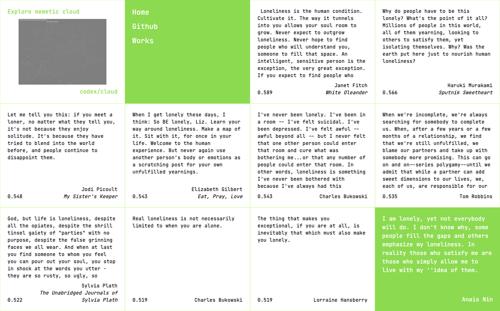 Explore memetic cloud
codex/cloud
Home
Github
Works
Loneliness is the human condition.
Cultivate it. The way it tunnels
into you allows your soul room to
grow. Never expect to outgrow
loneliness. Never hope to find
people who will understand you,
someone to fill that space. An
intelligent, sensitive person is the
exception, the very great exception.
If you expect to find people who
Janet Fitch
0.589 White Oleander
Why do people have to be this
lonely? What's the point of it all?
Millions of people in this world,
all of them yearning, looking to
others to satisfy them, yet
isolating themselves. Why? Was the
earth put here just to nourish human
loneliness?
Haruki Murakami
0.566 Sputnik Sweetheart
Let me tell you this: if you meet a
loner, no matter what they tell you,
it's not because they enjoy
solitude. It's because they have
tried to blend into the world
before, and people continue to
disappoint them.
Jodi Picoult
0.548 My Sister's Keeper
When I get lonely these days, I
think: So BE lonely, Liz. Learn your
way around loneliness. Make a map of
it. Sit with it, for once in your
life. Welcome to the human
experience. But never again use
another person's body or emotions as
a scratching post for your own
unfulfilled yearnings.
Elizabeth Gilbert
0.543 Eat, Pray, Love
I've never been lonely. I've been in
a room -- I've felt suicidal. I've
been depressed. I've felt awful --
awful beyond all -- but I never felt
that one other person could enter
that room and cure what was
bothering me...or that any number of
people could enter that room. In
other words, loneliness is something
I've never been bothered with
because I've always had this
0.543 Charles Bukowski
When we're incomplete, we're always
searching for somebody to complete
us. When, after a few years or a few
months of a relationship, we find
that we're still unfulfilled, we
blame our partners and take up with
somebody more promising. This can go
on and on--series polygamy--until we
admit that while a partner can add
sweet dimensions to our lives, we,
each of us, are responsible for our
0.535 Tom Robbins
God, but life is loneliness, despite
all the opiates, despite the shrill
tinsel gaiety of "parties" with no
purpose, despite the false grinning
faces we all wear. And when at last
you find someone to whom you feel
you can pour out your soul, you stop
in shock at the words you utter -
they are so rusty, so ugly, so
Sylvia Plath
The Unabridged Journals of
0.522 Sylvia Plath
Real loneliness is not necessarily
limited to when you are alone.
0.519 Charles Bukowski
The thing that makes you
exceptional, if you are at all, is
inevitably that which must also make
you lonely.
0.519 Lorraine Hansberry
I am lonely, yet not everybody
will do. I don't know why, some
people fill the gaps and others
emphasize my loneliness. In
reality those who satisfy me are
those who simply allow me to
live with my ''idea of them.
Anaïs Nin